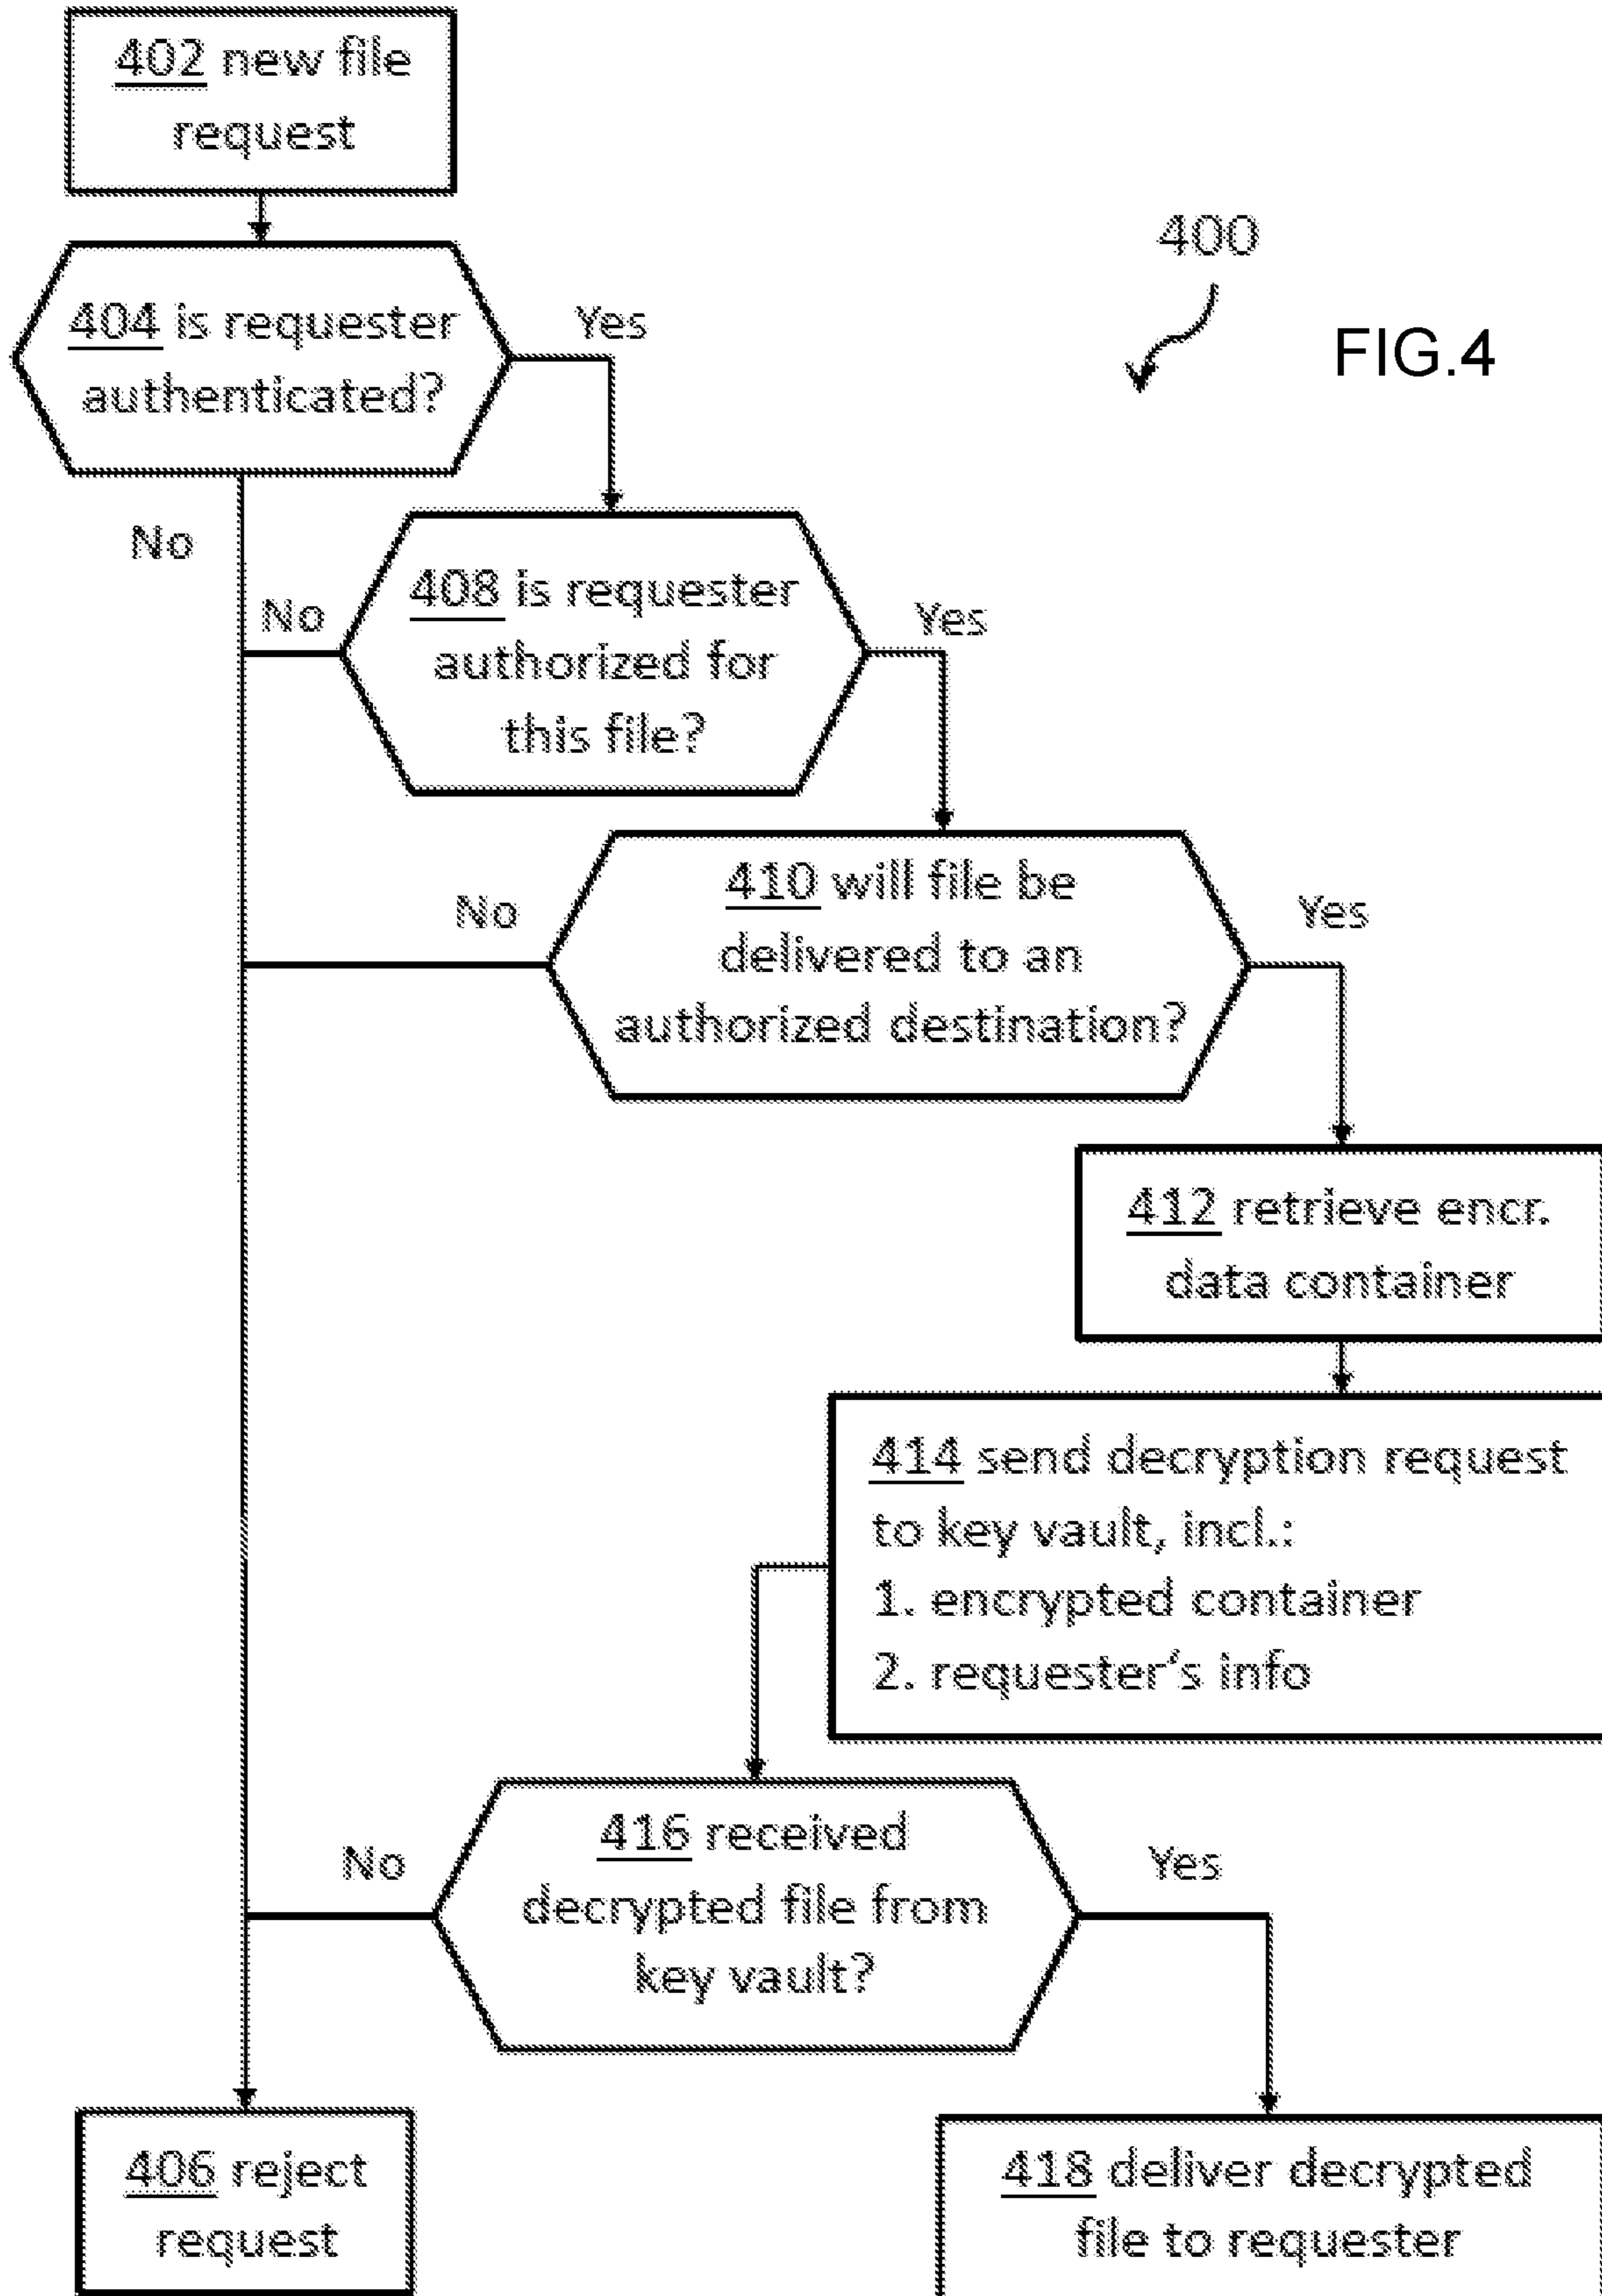 402 new file
request
400
FIG.4
404 is requester
authenticated?
Yes
No
408 is requester
authorized for
this file?
No
Yes
410 will file be
delivered to an
authorized destination?
No
Yes
412 retrieve encr.
data container
414 send decryption request
to key vault, incl.:
1. encrypted container
2. requester's info
416 received
decrypted file from
key vault?
No
Yes
406 reject
request
418 deliver decrypted
file to requester